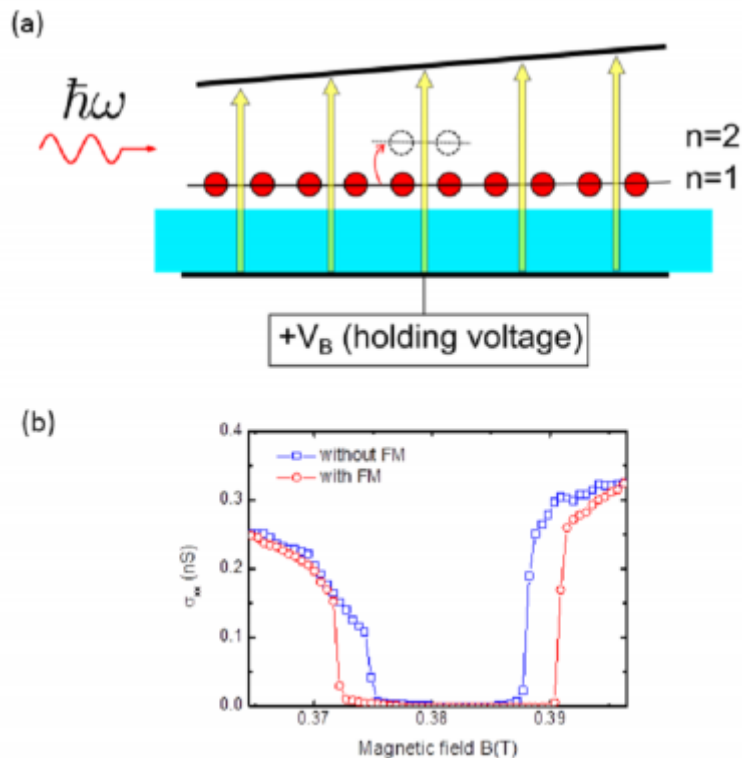 (a)
ħω
n=2
n=1
+V_B (holding voltage)
(b)
0.4
without FM
with FM
0.3
σxx (nS)
0.2
0.1
0.0
0.37 0.38 0.39
Magnetic field B(T)